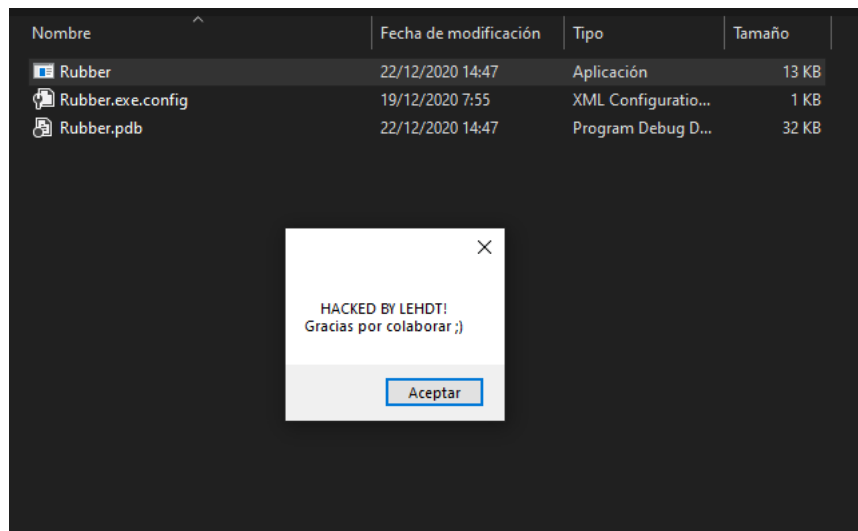 Nombre Fecha de modificación Tipo Tamaño
Rubber 22/12/2020 14:47 Aplicación 13 KB
Rubber.exe.config 19/12/2020 7:55 XML Configuratio... 1 KB
Rubber.pdb 22/12/2020 14:47 Program Debug D... 32 KB
HACKED BY LEHDT!
Gracias por colaborar ;)
Aceptar